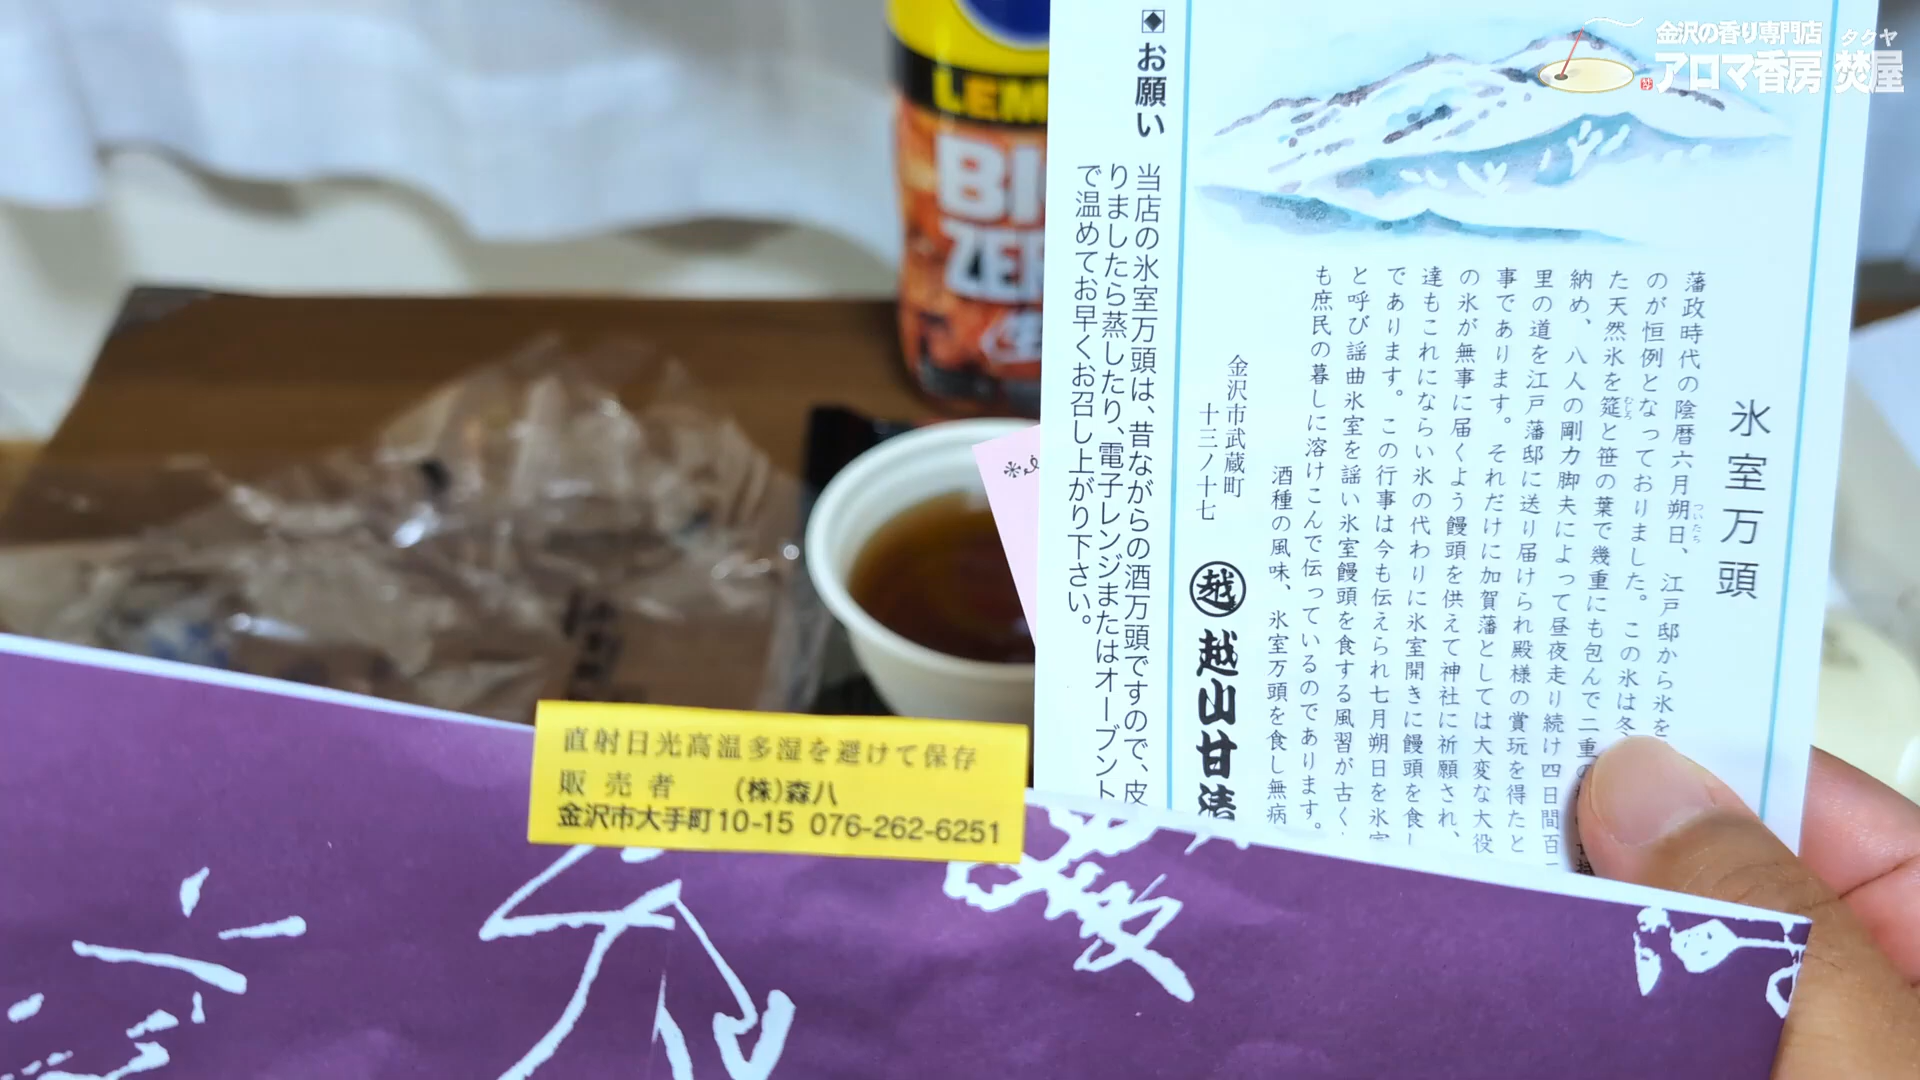 金沢の香り専門店
タクヤ
アロマ香房 焚屋
LEM
BI
ZE
氷室万頭
藩政時代の陰暦六月朔日、江戸邸から氷を
ついたち
のが恒例となっておりました。この氷は冬
た天然氷を筵と笹の葉で幾重にも包んで二重の
むしろ
納め、八人の剛力脚夫によって昼夜走り続け四日間百
里の道を江戸藩邸に送り届けられ殿様の賞玩を得たと
事であります。それだけに加賀藩としては大変な大役
の氷が無事に届くよう饅頭を供えて神社に祈願され、
達もこれにならい氷の代わりに氷室開きに饅頭を食し
であります。この行事は今も伝えられ七月朔日を氷室
と呼び謡曲氷室を謡い氷室饅頭を食する風習が古く
も庶民の暮しに溶けこんで伝っているのであります。
酒種の風味、氷室万頭を食し無病
金沢市武蔵町
十三ノ十七
越 越山甘清
お願い
当店の氷室万頭は、昔ながらの酒万頭ですので、皮
りましたら蒸したり、電子レンジまたはオーブント
で温めてお早くお召し上がり下さい。
直射日光高温多湿を避けて保存
販売者 (株)森八
金沢市大手町10-15 076-262-6251